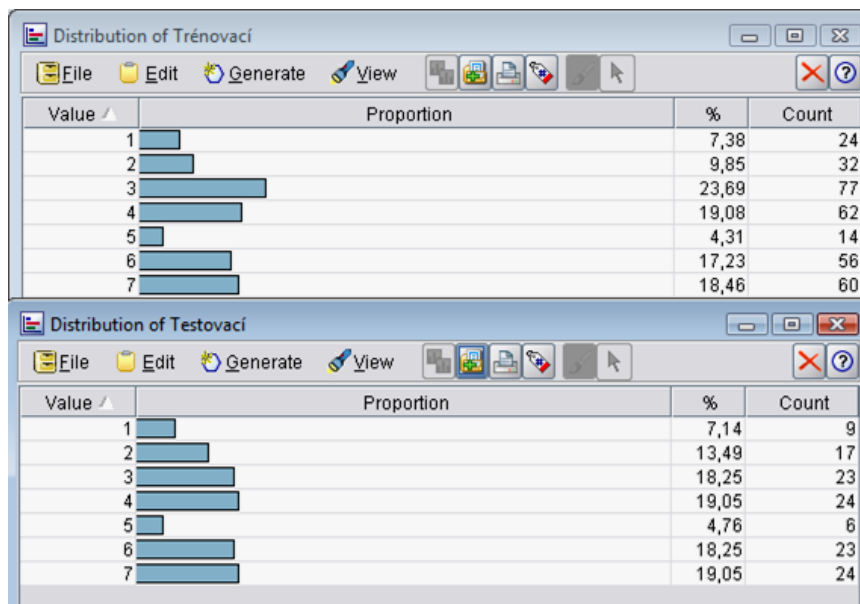 Distribution of Trénovací
File Edit Generate View
Value Proportion % Count
1 7,38 24
2 9,85 32
3 23,69 77
4 19,08 62
5 4,31 14
6 17,23 56
7 18,46 60
Distribution of Testovací
File Edit Generate View
Value Proportion % Count
1 7,14 9
2 13,49 17
3 18,25 23
4 19,05 24
5 4,76 6
6 18,25 23
7 19,05 24